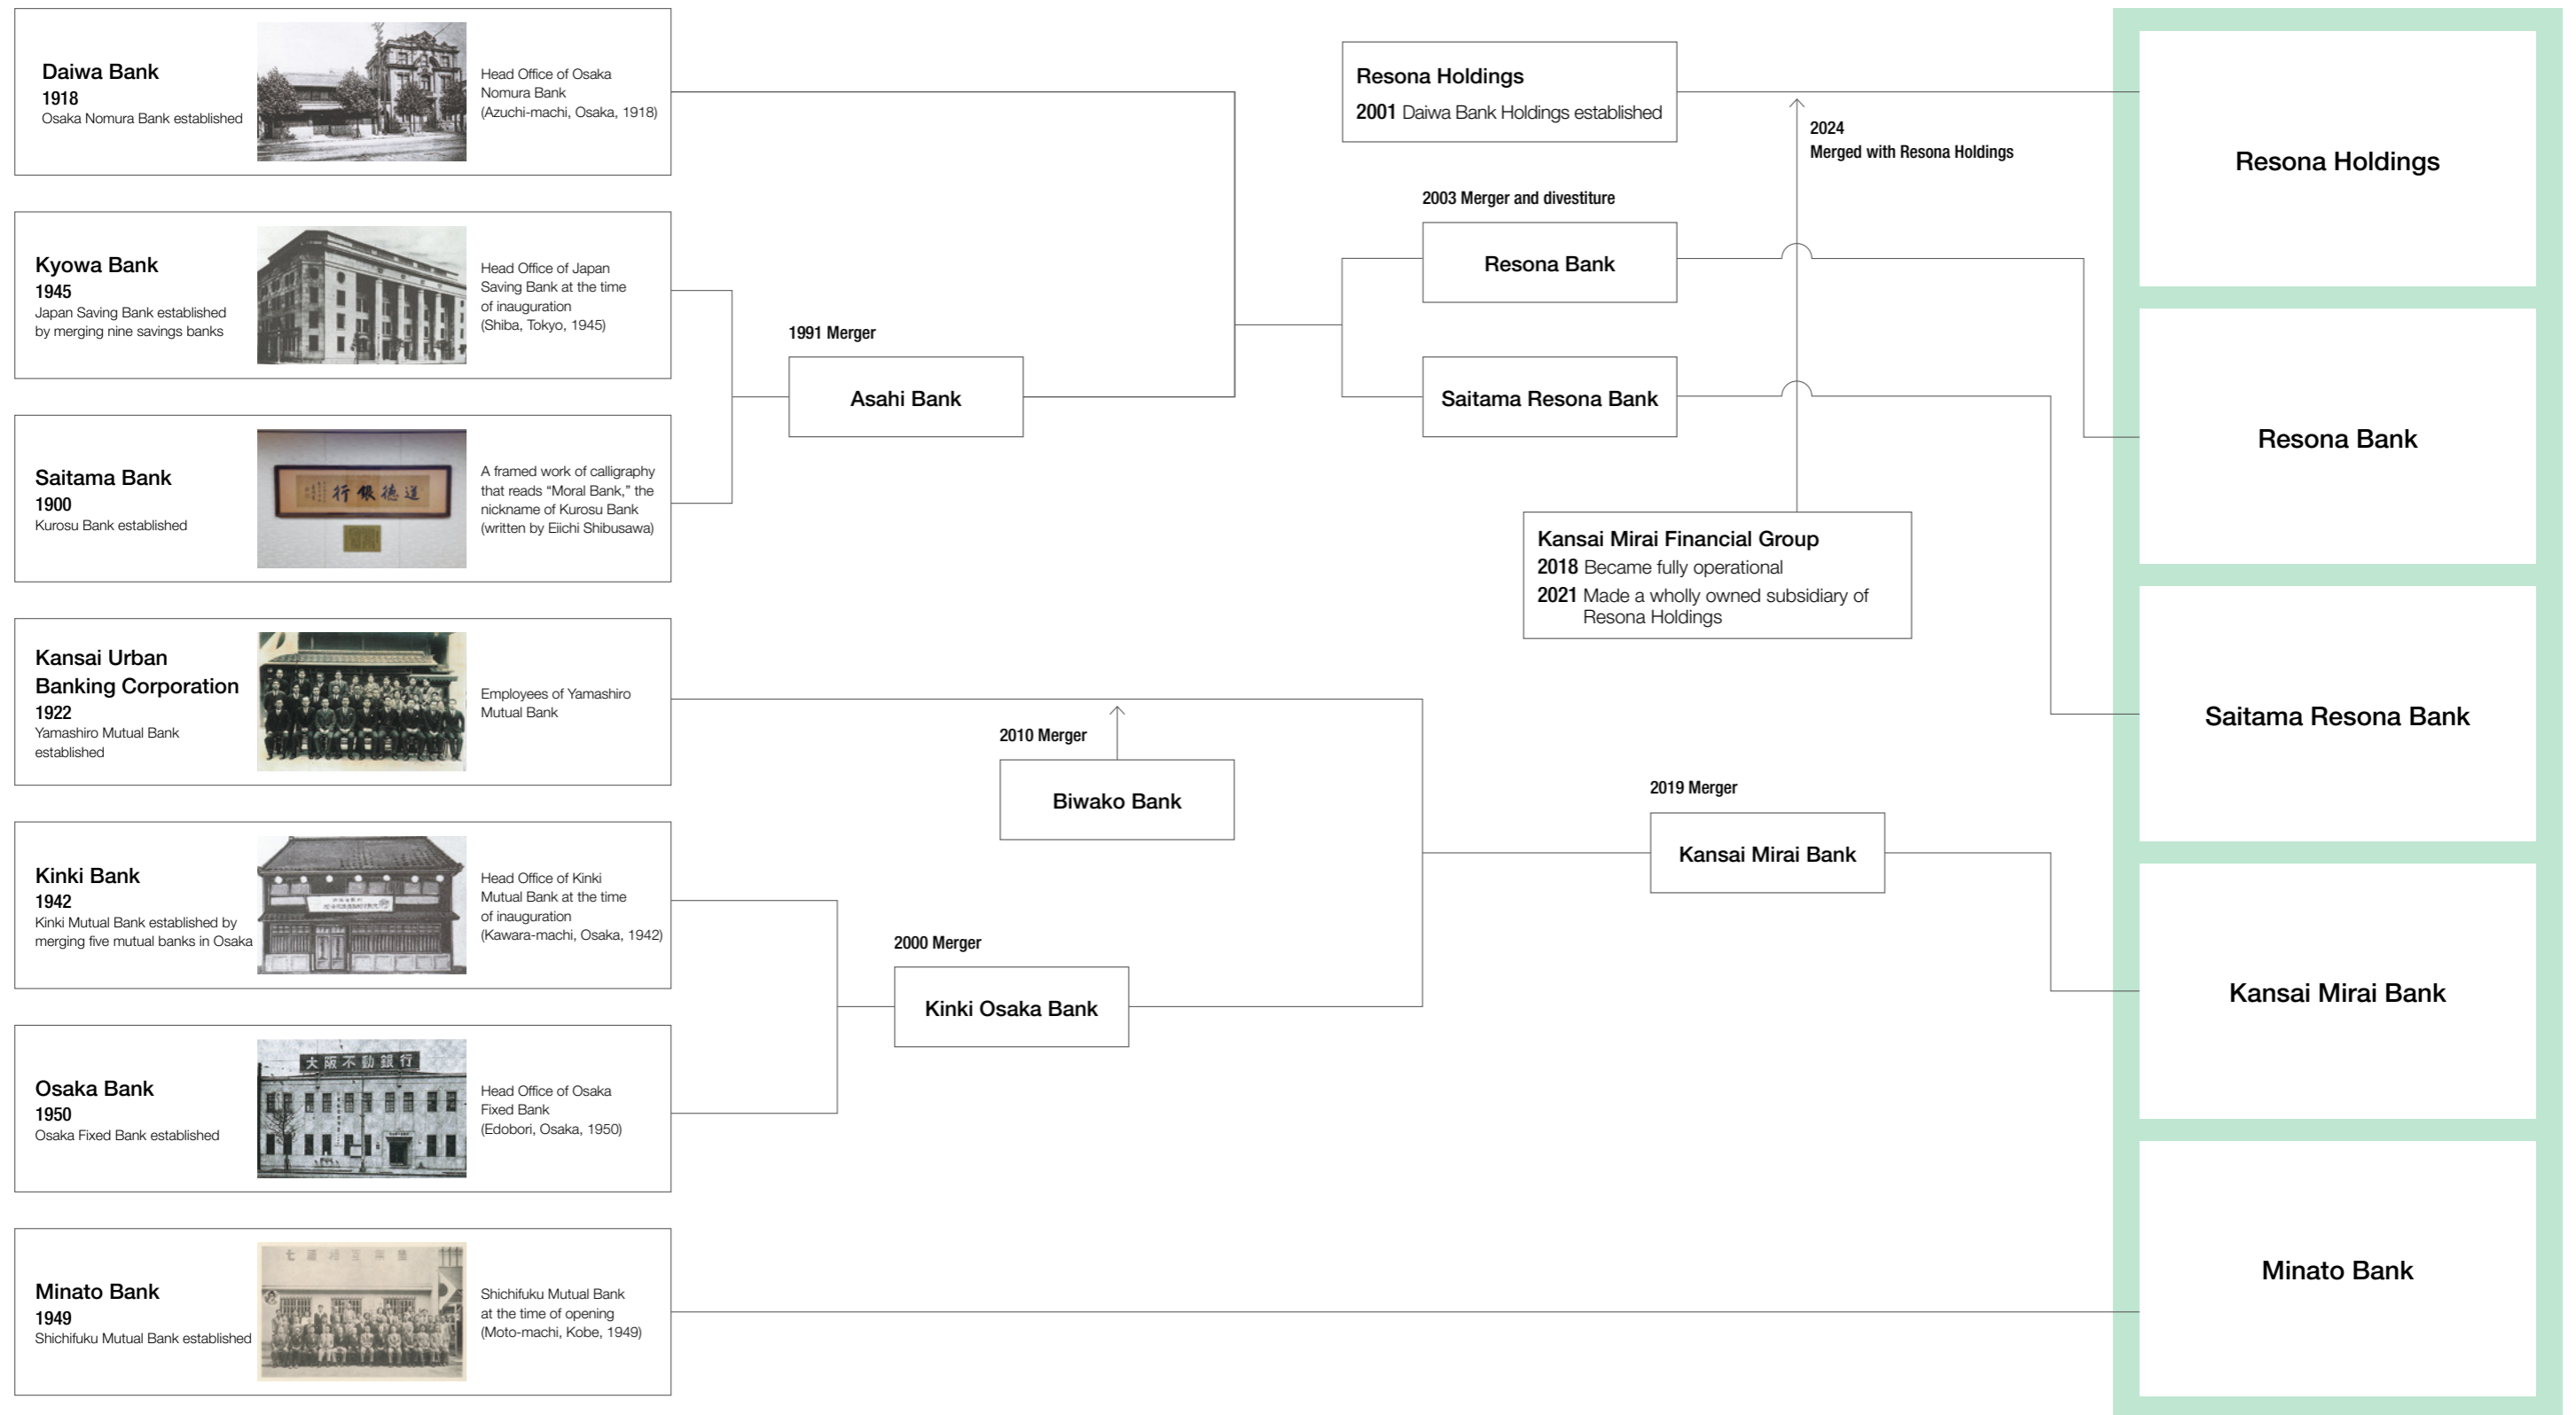 Daiwa Bank
1918
Osaka Nomura Bank established
Head Office of Osaka
Nomura Bank
(Azuchi-machi, Osaka, 1918)
Kyowa Bank
1945
Japan Saving Bank established
by merging nine savings banks
Head Office of Japan
Saving Bank at the time
of inauguration
(Shiba, Tokyo, 1945)
Saitama Bank
1900
Kurosu Bank established
行銀徳道
A framed work of calligraphy
that reads “Moral Bank,” the
nickname of Kurosu Bank
(written by Eiichi Shibusawa)
Kansai Urban
Banking Corporation
1922
Yamashiro Mutual Bank
established
Employees of Yamashiro
Mutual Bank
Kinki Bank
1942
Kinki Mutual Bank established by
merging five mutual banks in Osaka
Head Office of Kinki
Mutual Bank at the time
of inauguration
(Kawara-machi, Osaka, 1942)
Osaka Bank
1950
Osaka Fixed Bank established
大阪不動銀行
Head Office of Osaka
Fixed Bank
(Edobori, Osaka, 1950)
Minato Bank
1949
Shichifuku Mutual Bank established
Shichifuku Mutual Bank
at the time of opening
(Moto-machi, Kobe, 1949)
1991 Merger
Asahi Bank
2010 Merger
Biwako Bank
2000 Merger
Kinki Osaka Bank
Resona Holdings
2001 Daiwa Bank Holdings established
2024
Merged with Resona Holdings
2003 Merger and divestiture
Resona Bank
Saitama Resona Bank
Kansai Mirai Financial Group
2018 Became fully operational
2021 Made a wholly owned subsidiary of
Resona Holdings
2019 Merger
Kansai Mirai Bank
Resona Holdings
Resona Bank
Saitama Resona Bank
Kansai Mirai Bank
Minato Bank